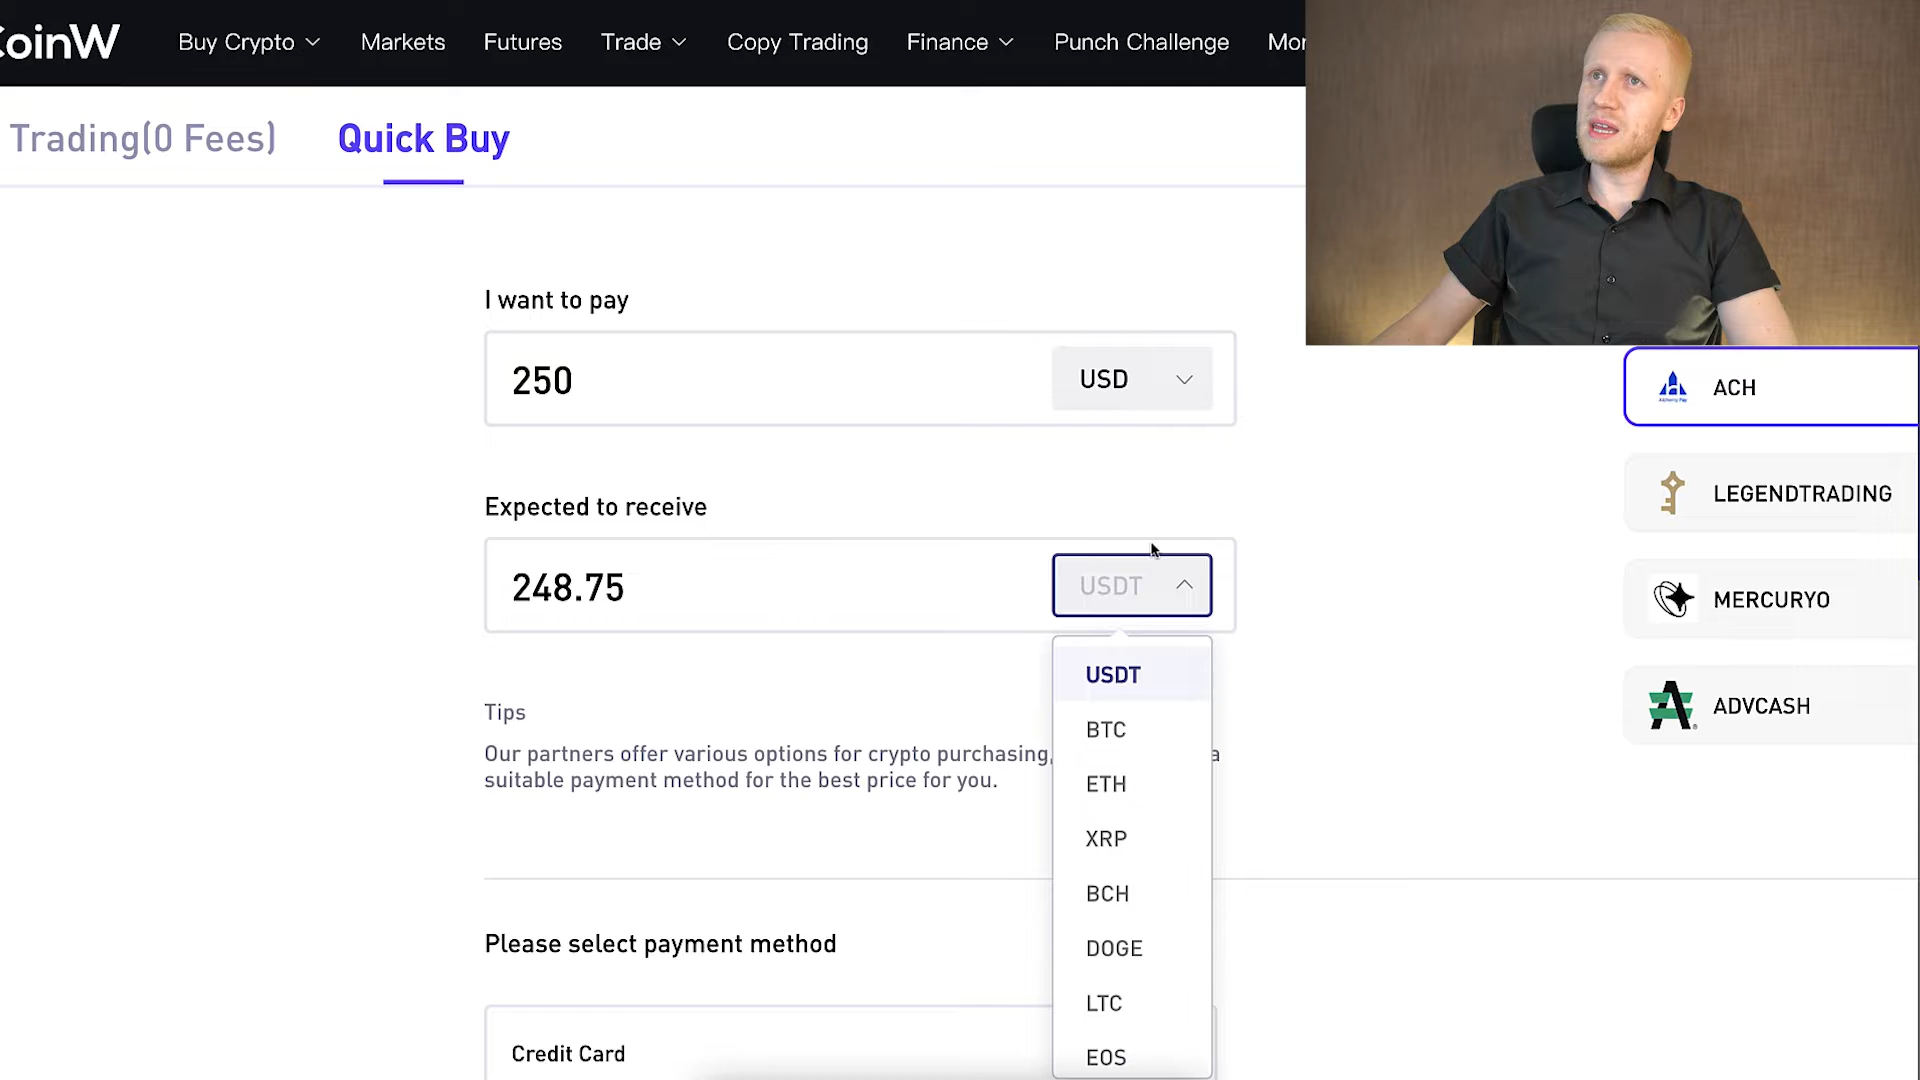 CoinW
Buy Crypto
Markets
Futures
Trade
Copy Trading
Finance
Punch Challenge
Trading(0 Fees)
Quick Buy
I want to pay
250
USD
Expected to receive
248.75
USDT
USDT
BTC
ETH
XRP
BCH
DOGE
LTC
EOS
Tips
Our partners offer various options for crypto purchasing, a
suitable payment method for the best price for you.
Please select payment method
Credit Card
ACH
LEGENDTRADING
MERCURYO
ADVCASH